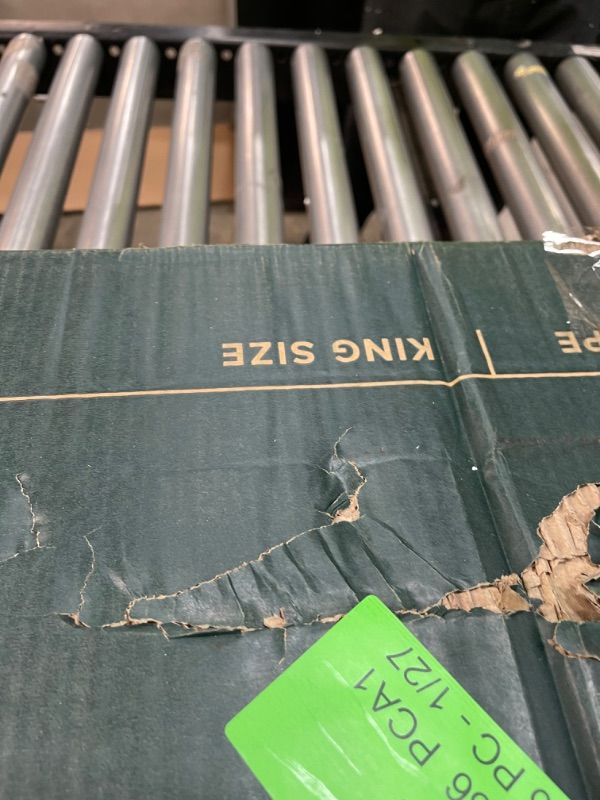 PE | KING SIZE
PCA1
PC - 1/27